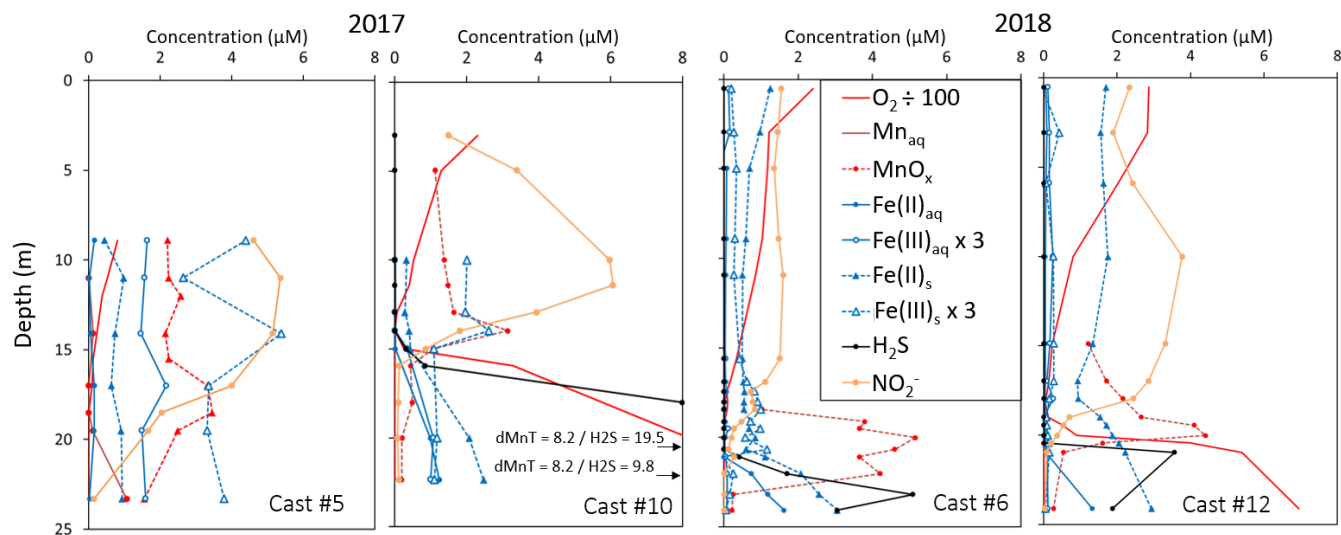 2017
2018
Concentration (µM)
Concentration (µM)
Concentration (µM)
Concentration (µM)
0 2 4 6 8
0 2 4 6 8
0 2 4 6 8
0 2 4 6 8
0
5
10
15
20
25
Depth (m)
O₂ ÷ 100
Mnaq
MnOx
Fe(II)aq
Fe(III)aq x 3
Fe(II)s
Fe(III)s x 3
H₂S
NO₂⁻
dMnT = 8.2 / H2S = 19.5
dMnT = 8.2 / H2S = 9.8
Cast #5
Cast #10
Cast #6
Cast #12